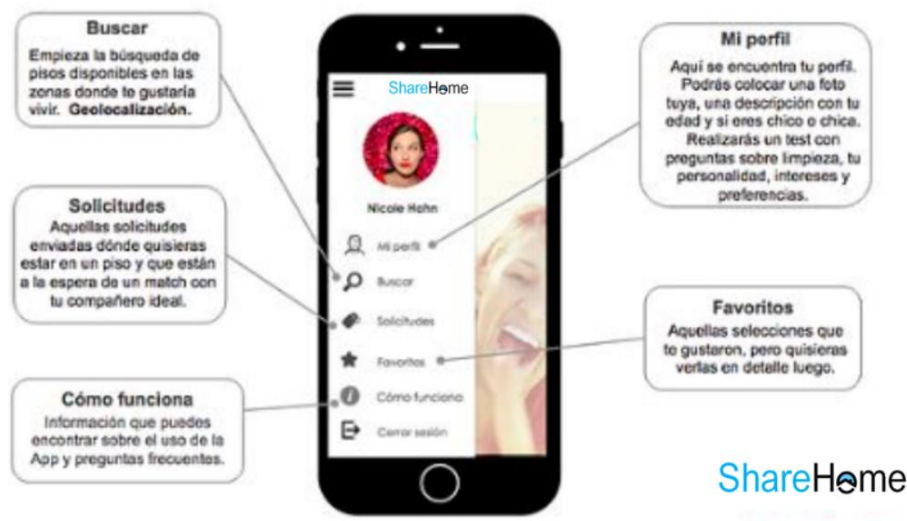 Buscar
Empieza la búsqueda de
pisos disponibles en las
zonas donde te gustaría
vivir. Geolocalización.
Solicitudes
Aquellas solicitudes
enviadas dónde quisieras
estar en un piso y que están
a la espera de un match con
tu compañero ideal.
Cómo funciona
Información que puedes
encontrar sobre el uso de la
App y preguntas frecuentes.
ShareHome
Nicole Hahn
Mi perfil
Buscar
Solicitudes
Favoritos
Cómo funciona
Cerrar sesión
Mi perfil
Aquí se encuentra tu perfil.
Podrás colocar una foto
tuya, una descripción con tu
edad y si eres chico o chica.
Realizarás un test con
preguntas sobre limpieza, tu
personalidad, intereses y
preferencias.
Favoritos
Aquellas selecciones que
te gustaron, pero quisieras
verlas en detalle luego.
ShareHome